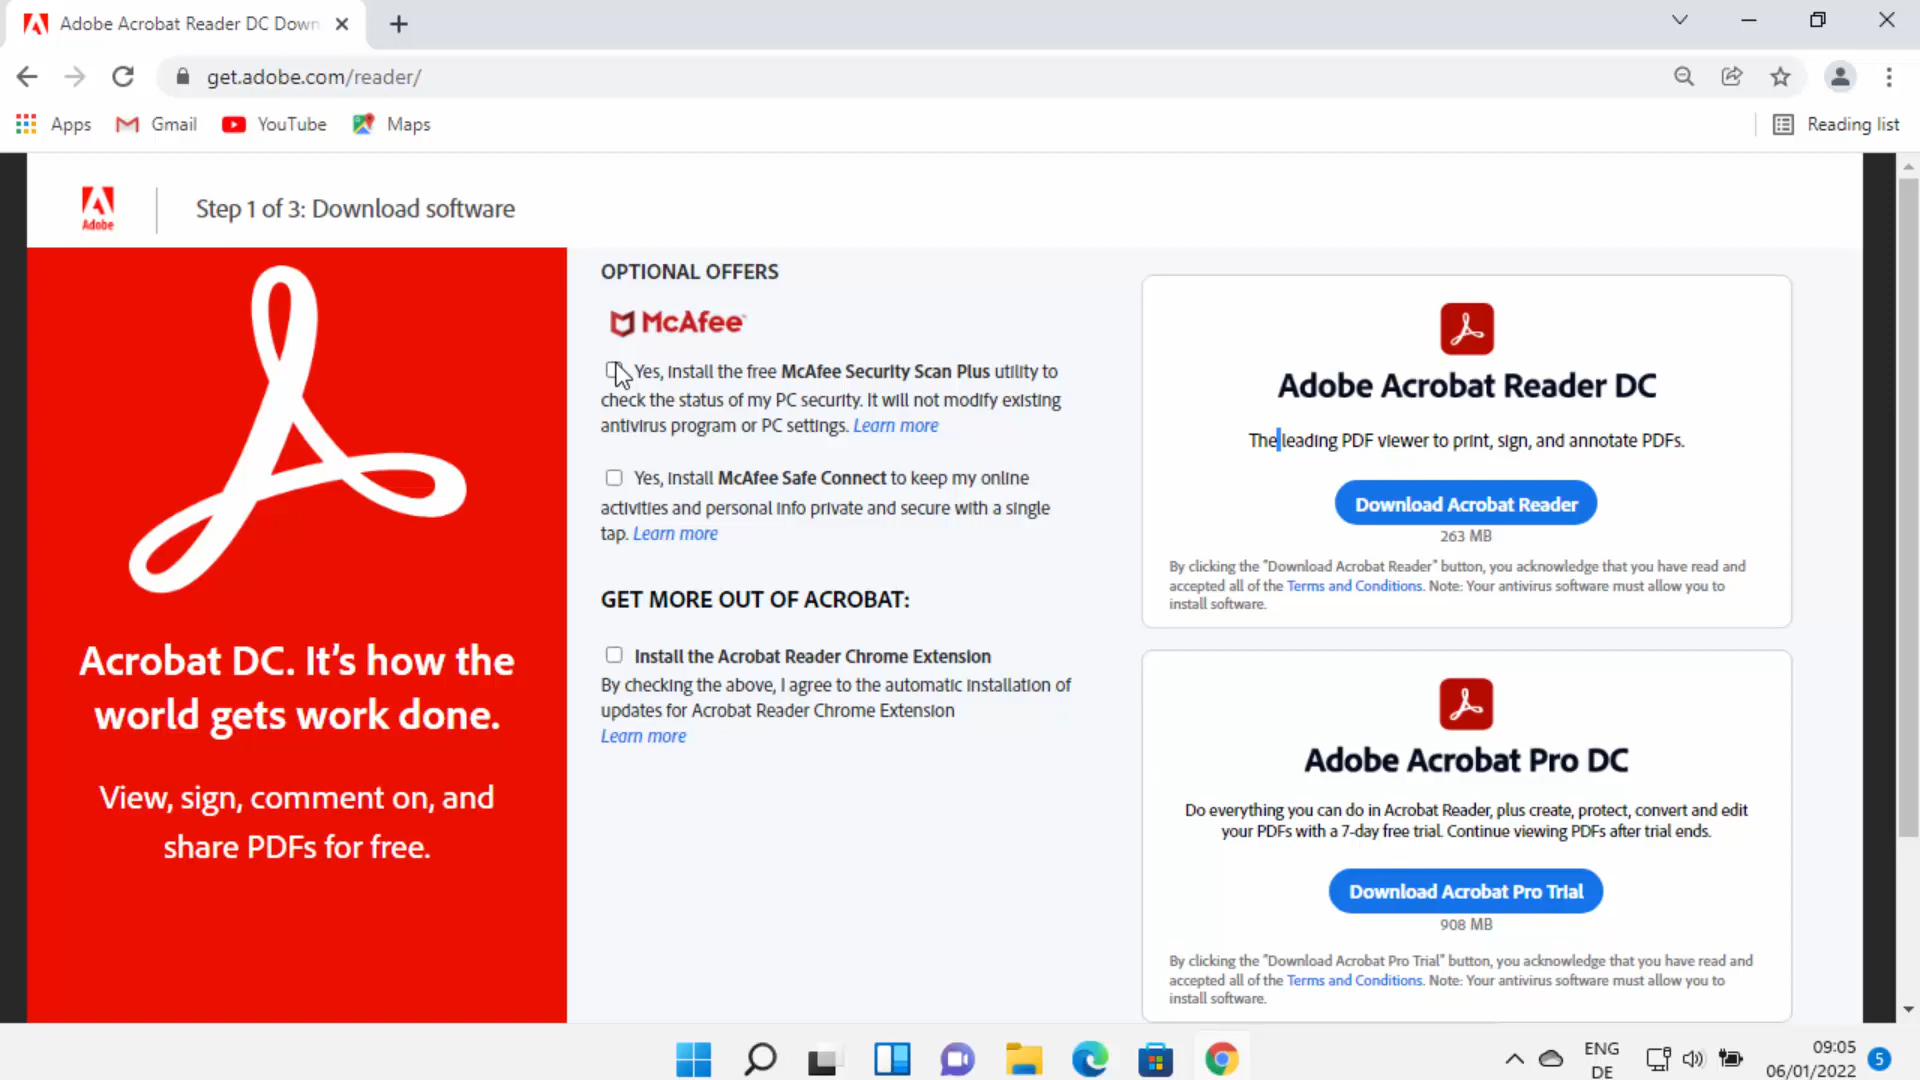 Adobe Acrobat Reader DC Down
get.adobe.com/reader/
Apps Gmail YouTube Maps Reading list
Adobe
Step 1 of 3: Download software
Acrobat DC. It's how the
world gets work done.
View, sign, comment on, and
share PDFs for free.
OPTIONAL OFFERS
McAfee
Yes, install the free McAfee Security Scan Plus utility to
check the status of my PC security. It will not modify existing
antivirus program or PC settings. Learn more
Yes, install McAfee Safe Connect to keep my online
activities and personal info private and secure with a single
tap. Learn more
GET MORE OUT OF ACROBAT:
Install the Acrobat Reader Chrome Extension
By checking the above, I agree to the automatic installation of
updates for Acrobat Reader Chrome Extension
Learn more
Adobe Acrobat Reader DC
The leading PDF viewer to print, sign, and annotate PDFs.
Download Acrobat Reader
263 MB
By clicking the "Download Acrobat Reader" button, you acknowledge that you have read and
accepted all of the Terms and Conditions. Note: Your antivirus software must allow you to
install software.
Adobe Acrobat Pro DC
Do everything you can do in Acrobat Reader, plus create, protect, convert and edit
your PDFs with a 7-day free trial. Continue viewing PDFs after trial ends.
Download Acrobat Pro Trial
908 MB
By clicking the "Download Acrobat Pro Trial" button, you acknowledge that you have read and
accepted all of the Terms and Conditions. Note: Your antivirus software must allow you to
install software.
ENG
DE
09:05
06/01/2022
5